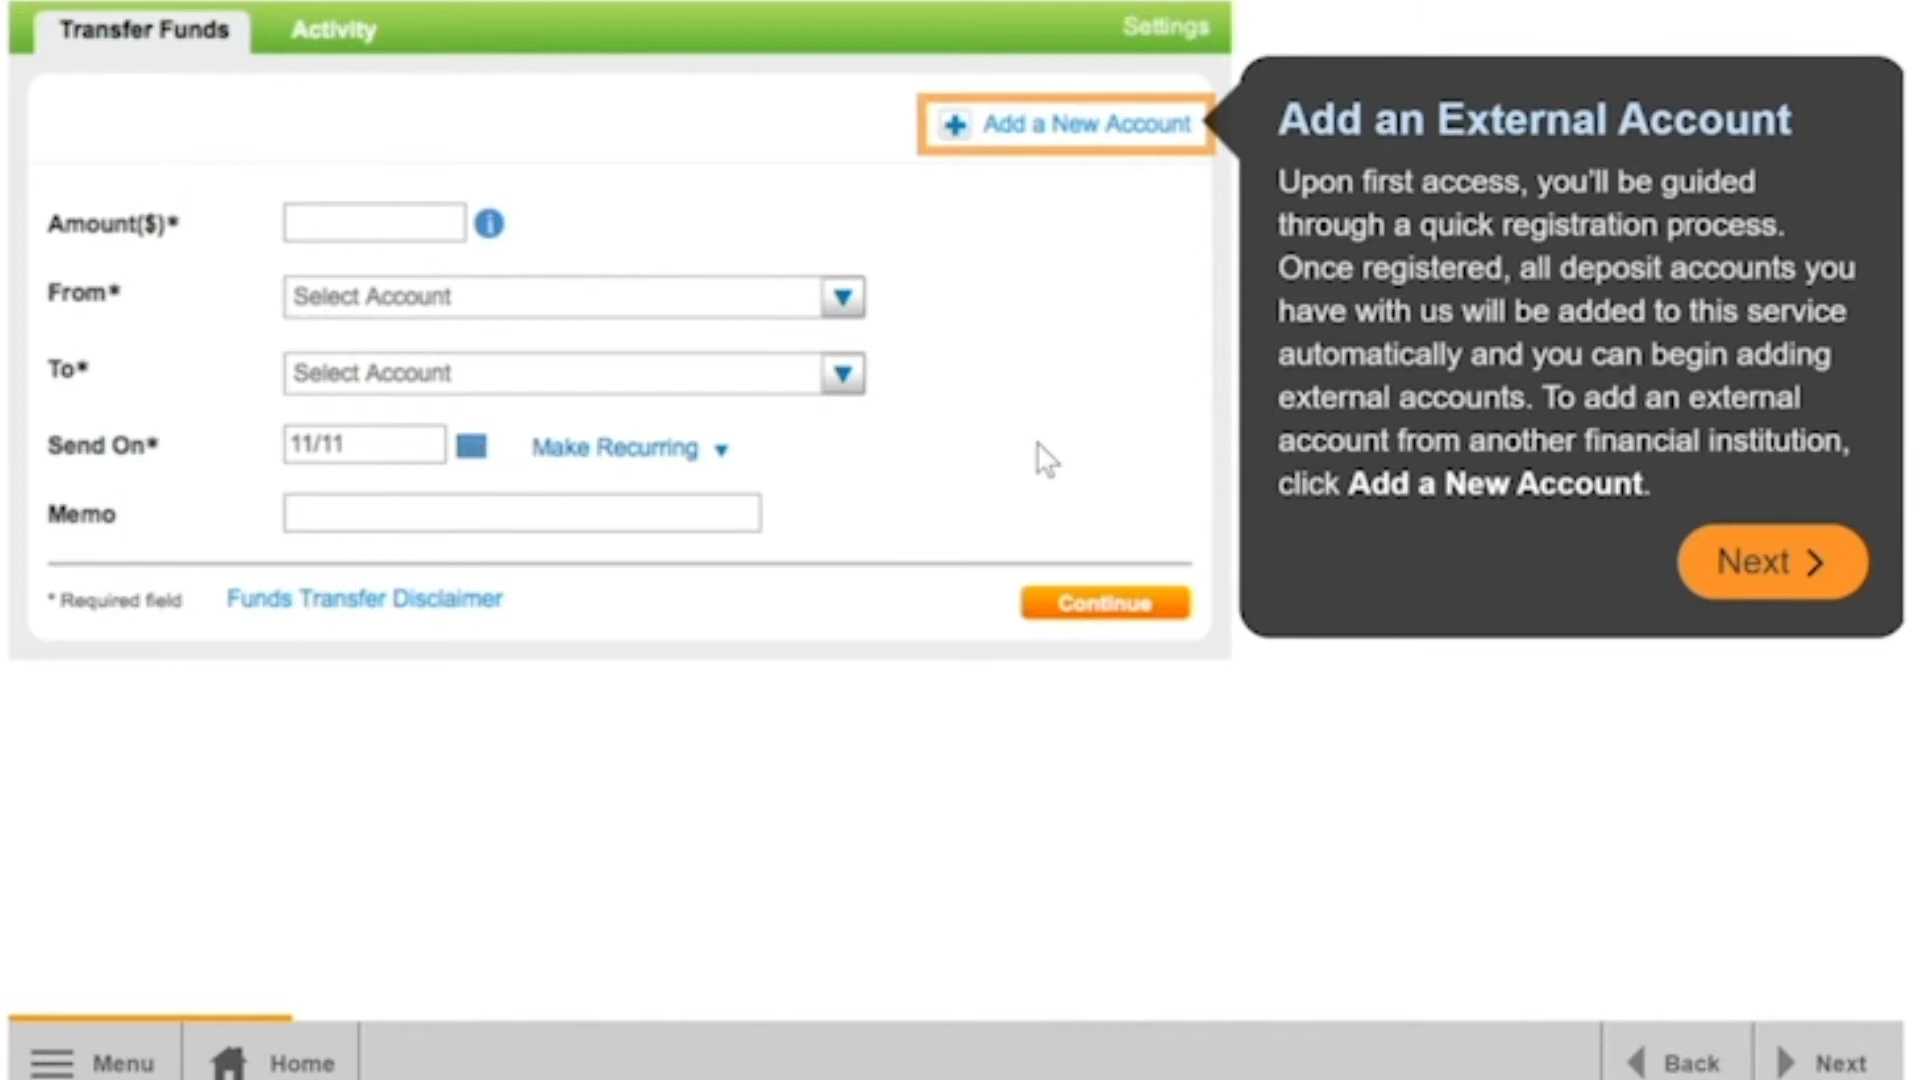 Transfer Funds Activity Settings
Add a New Account
Amount($)*
From* Select Account
To* Select Account
Send On* 11/11 Make Recurring
Memo
* Required field Funds Transfer Disclaimer Continue
Add an External Account
Upon first access, you'll be guided
through a quick registration process.
Once registered, all deposit accounts you
have with us will be added to this service
automatically and you can begin adding
external accounts. To add an external
account from another financial institution,
click Add a New Account.
Next
Menu Home Back Next